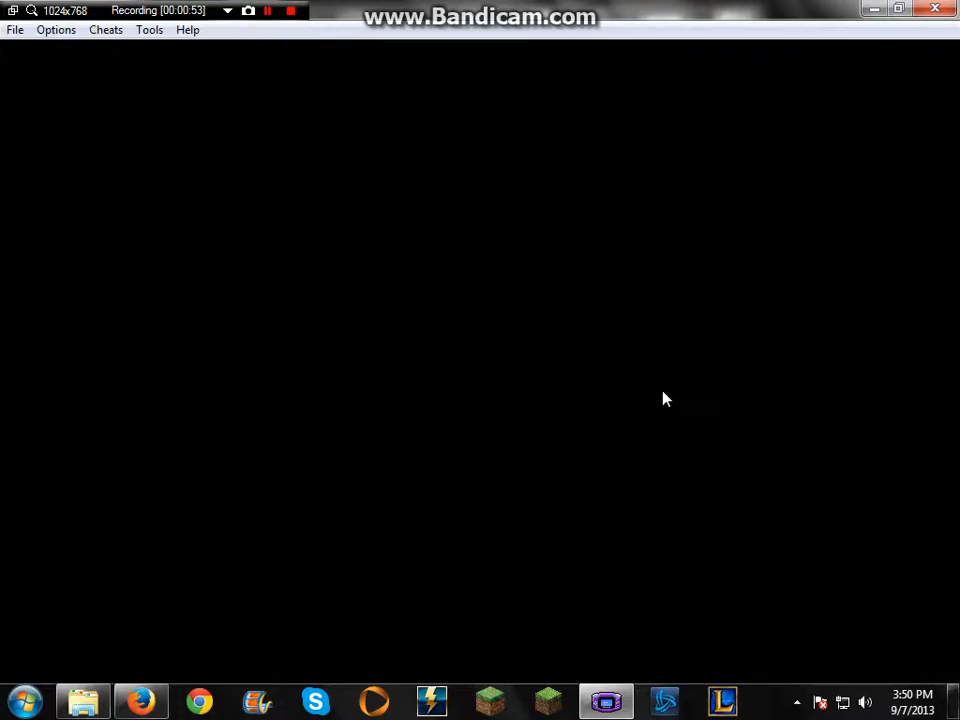 1024x768 Recording [00:00:53] www.Bandicam.com
File Options Cheats Tools Help
3:50 PM
9/7/2013